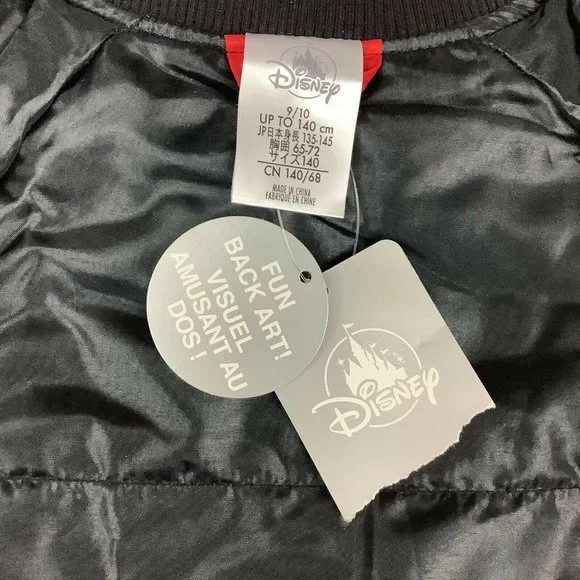 Disney
9/10
UP TO 140 cm
JP日本身長 135-145
胸囲 65-72
サイズ140
CN 140/68
MADE IN CHINA
FABRIQUÉ EN CHINE
FUN
BACK ART!
VISUEL
AMUSANT AU
DOS !
Disney